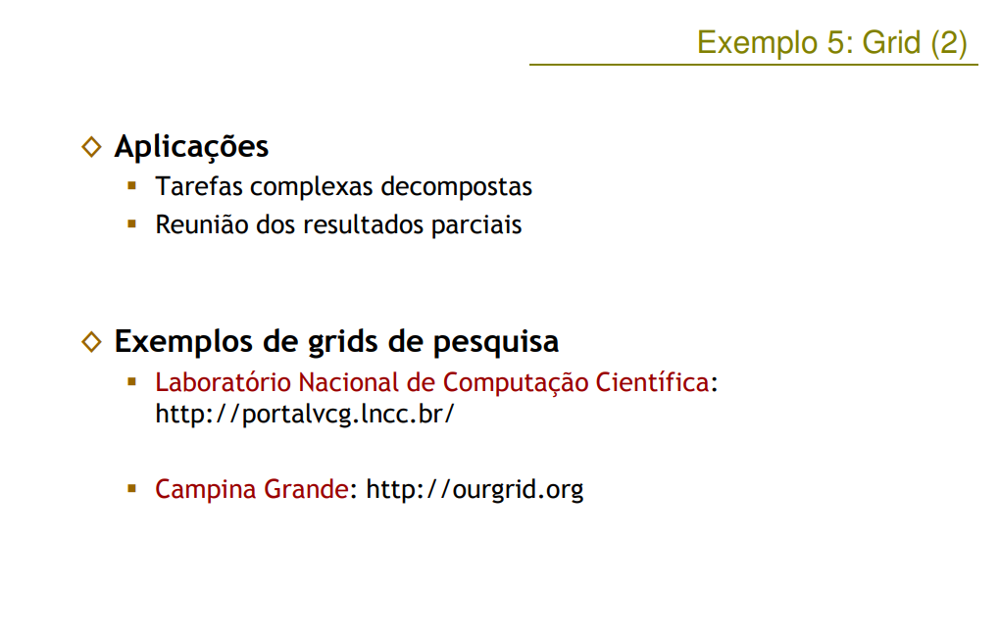 Exemplo 5: Grid (2)
Aplicações
Tarefas complexas decompostas
Reunião dos resultados parciais
Exemplos de grids de pesquisa
Laboratório Nacional de Computação Científica:
http://portalvcg.lncc.br/
Campina Grande: http://ourgrid.org